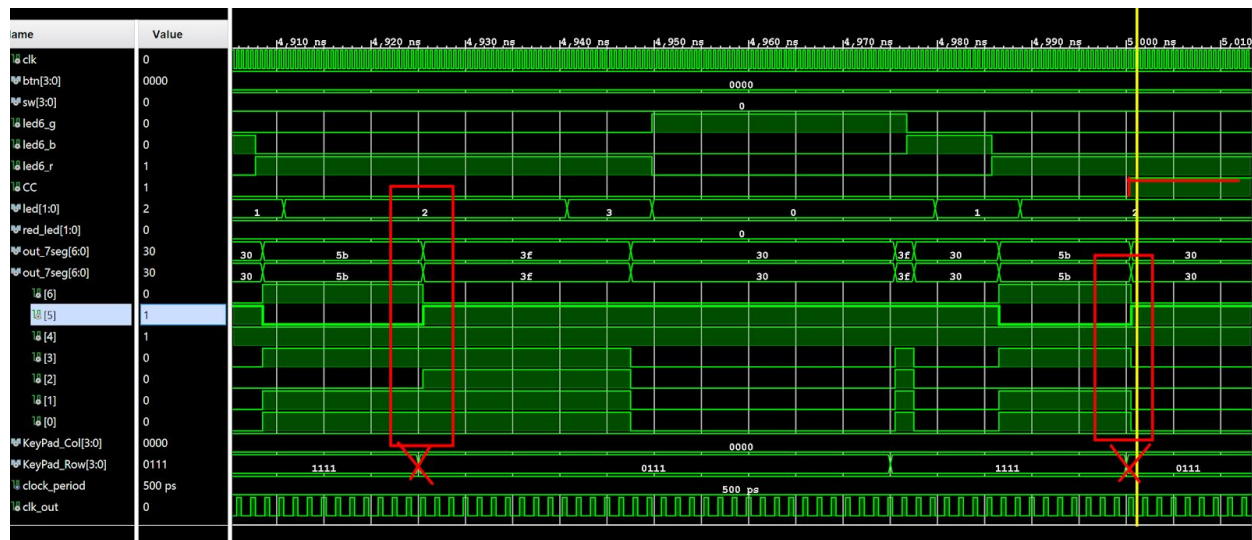 ame Value
4,910 ns 4,920 ns 4,930 ns 4,940 ns 4,950 ns 4,960 ns 4,970 ns 4,980 ns 4,990 ns 5,000 ns 5,010
clk 0
btn[3:0] 0000 0000
sw[3:0] 0 0
led6_g 0
led6_b 0
led6_r 1
CC 1
led[1:0] 2 1 2 3 0 1 2
red_led[1:0] 0 0
out_7seg[6:0] 30 30 5b 3f 30 3f 30 5b 30
out_7seg[6:0] 30 30 5b 3f 30 3f 30 5b 30
[6] 0
[5] 1
[4] 1
[3] 0
[2] 0
[1] 0
[0] 0
KeyPad_Col[3:0] 0000 0000
KeyPad_Row[3:0] 0111 1111 0111 1111 0111
clock_period 500 ps 500 ps
clk_out 0